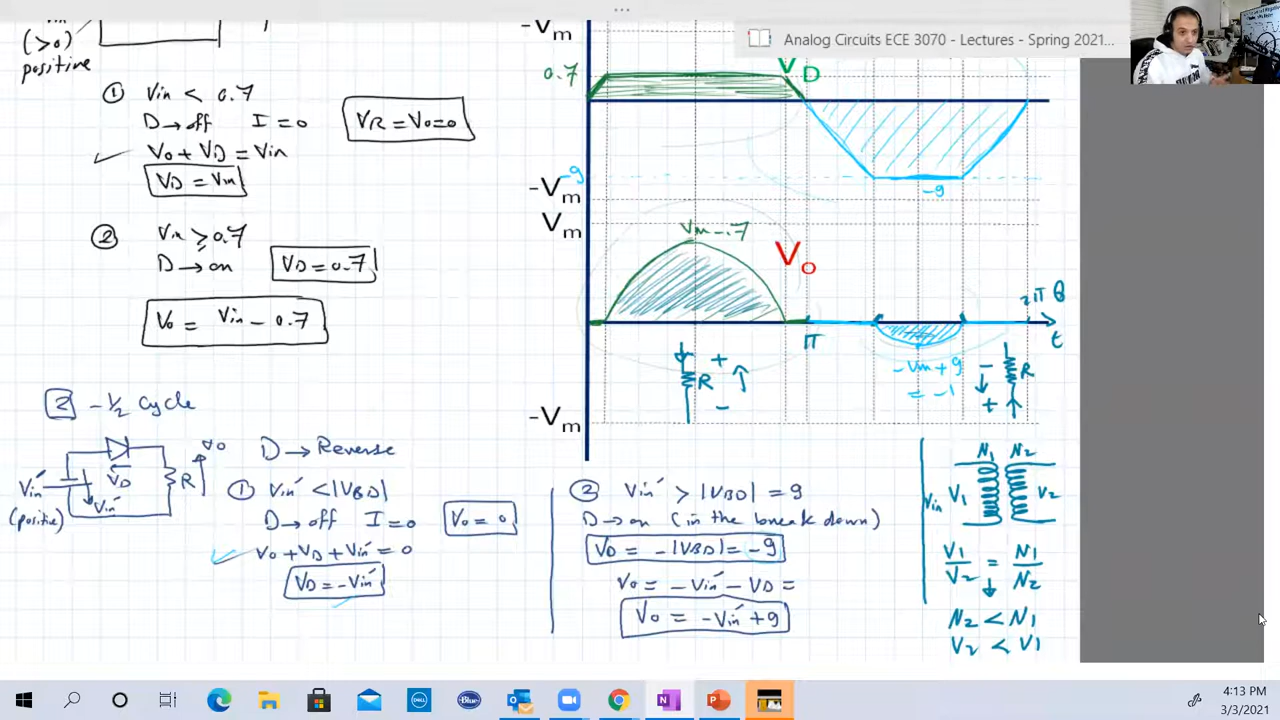 (>0)
positive
① Vin < 0.7
D → off I = 0
VR = Vo = 0
Vo + VD = Vin
VD = Vin
② Vin ≥ 0.7
D → on
VD = 0.7
Vo = Vin - 0.7
2 -½ cycle
Vin´
(positive)
VD
Vin´
R
Vo
D → Reverse
① Vin´ < |VBD|
D → off I = 0
Vo = 0
Vo + VD + Vin´ = 0
VD = -Vin´
② Vin´ > |VBD| = 9
D → on (in the break down)
VD = -|VBD| = -9
Vo = -Vin´ - VD =
Vo = -Vin´ + 9
-Vm
0.7
VD
-9
-Vm
-9
Vm
Vm - .7
Vo
π
2π θ
t
R
+
-
-Vm + 9
= -1
-
+
R
-Vm
N1 N2
Vin V1 V2
V1/V2 = N1/N2
N2 < N1
V2 < V1
Analog Circuits ECE 3070 - Lectures - Spring 2021...
DELL
4:13 PM
3/3/2021